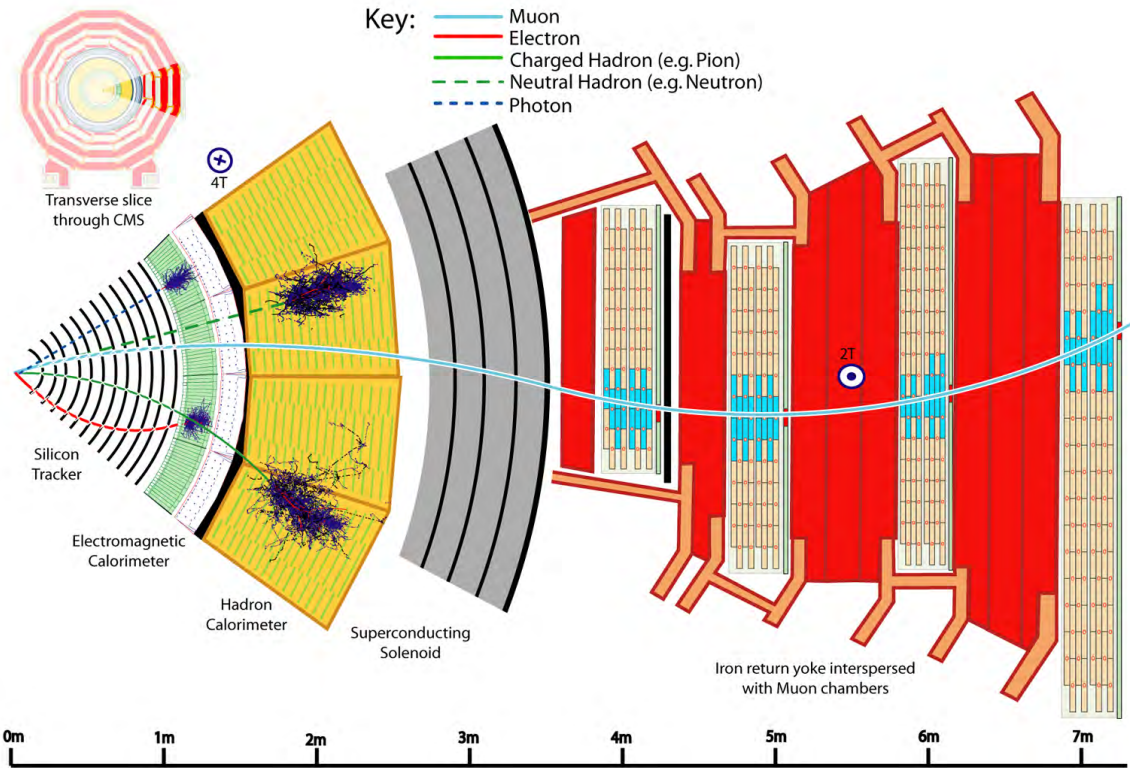 Key:
Muon
Electron
Charged Hadron (e.g. Pion)
Neutral Hadron (e.g. Neutron)
Photon
Transverse slice
through CMS
4T
2T
Silicon
Tracker
Electromagnetic
Calorimeter
Hadron
Calorimeter
Superconducting
Solenoid
Iron return yoke interspersed
with Muon chambers
0m 1m 2m 3m 4m 5m 6m 7m